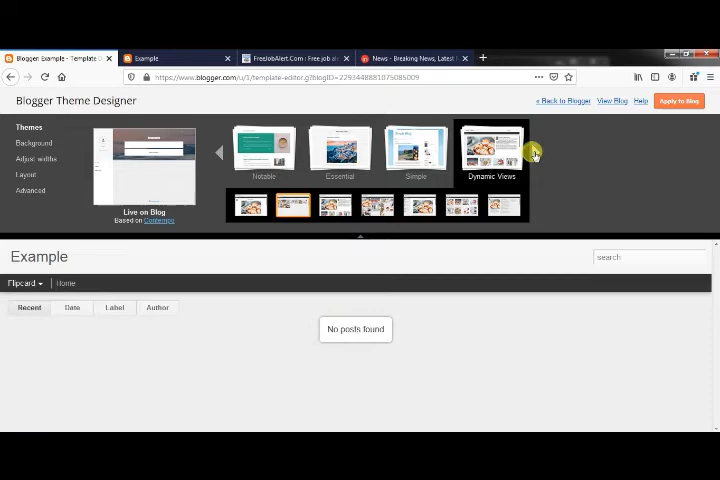 Blogger: Example - Template D
Example
FreeJobAlert.Com : Free job ale
News - Breaking News, Latest N
https://www.blogger.com/u/1/template-editor.g?blogID=2293448881075085009
Blogger Theme Designer
« Back to Blogger
View Blog
Help
Apply to Blog
Themes
Background
Adjust widths
Layout
Advanced
Live on Blog
Based on Contempo
Notable
Essential
Simple
Dynamic Views
Example
search
Flipcard
Home
Recent
Date
Label
Author
No posts found